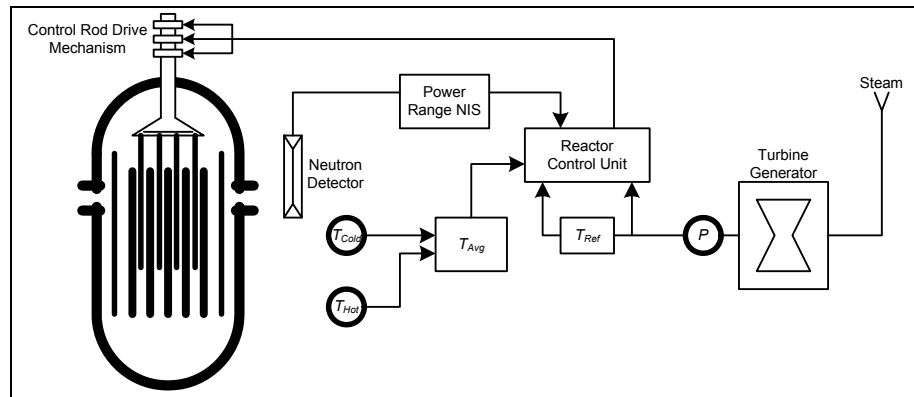 Control Rod Drive
Mechanism
Power
Range NIS
Steam
Neutron
Detector
Reactor
Control Unit
Turbine
Generator
TCold
TAvg
TRef
P
THot